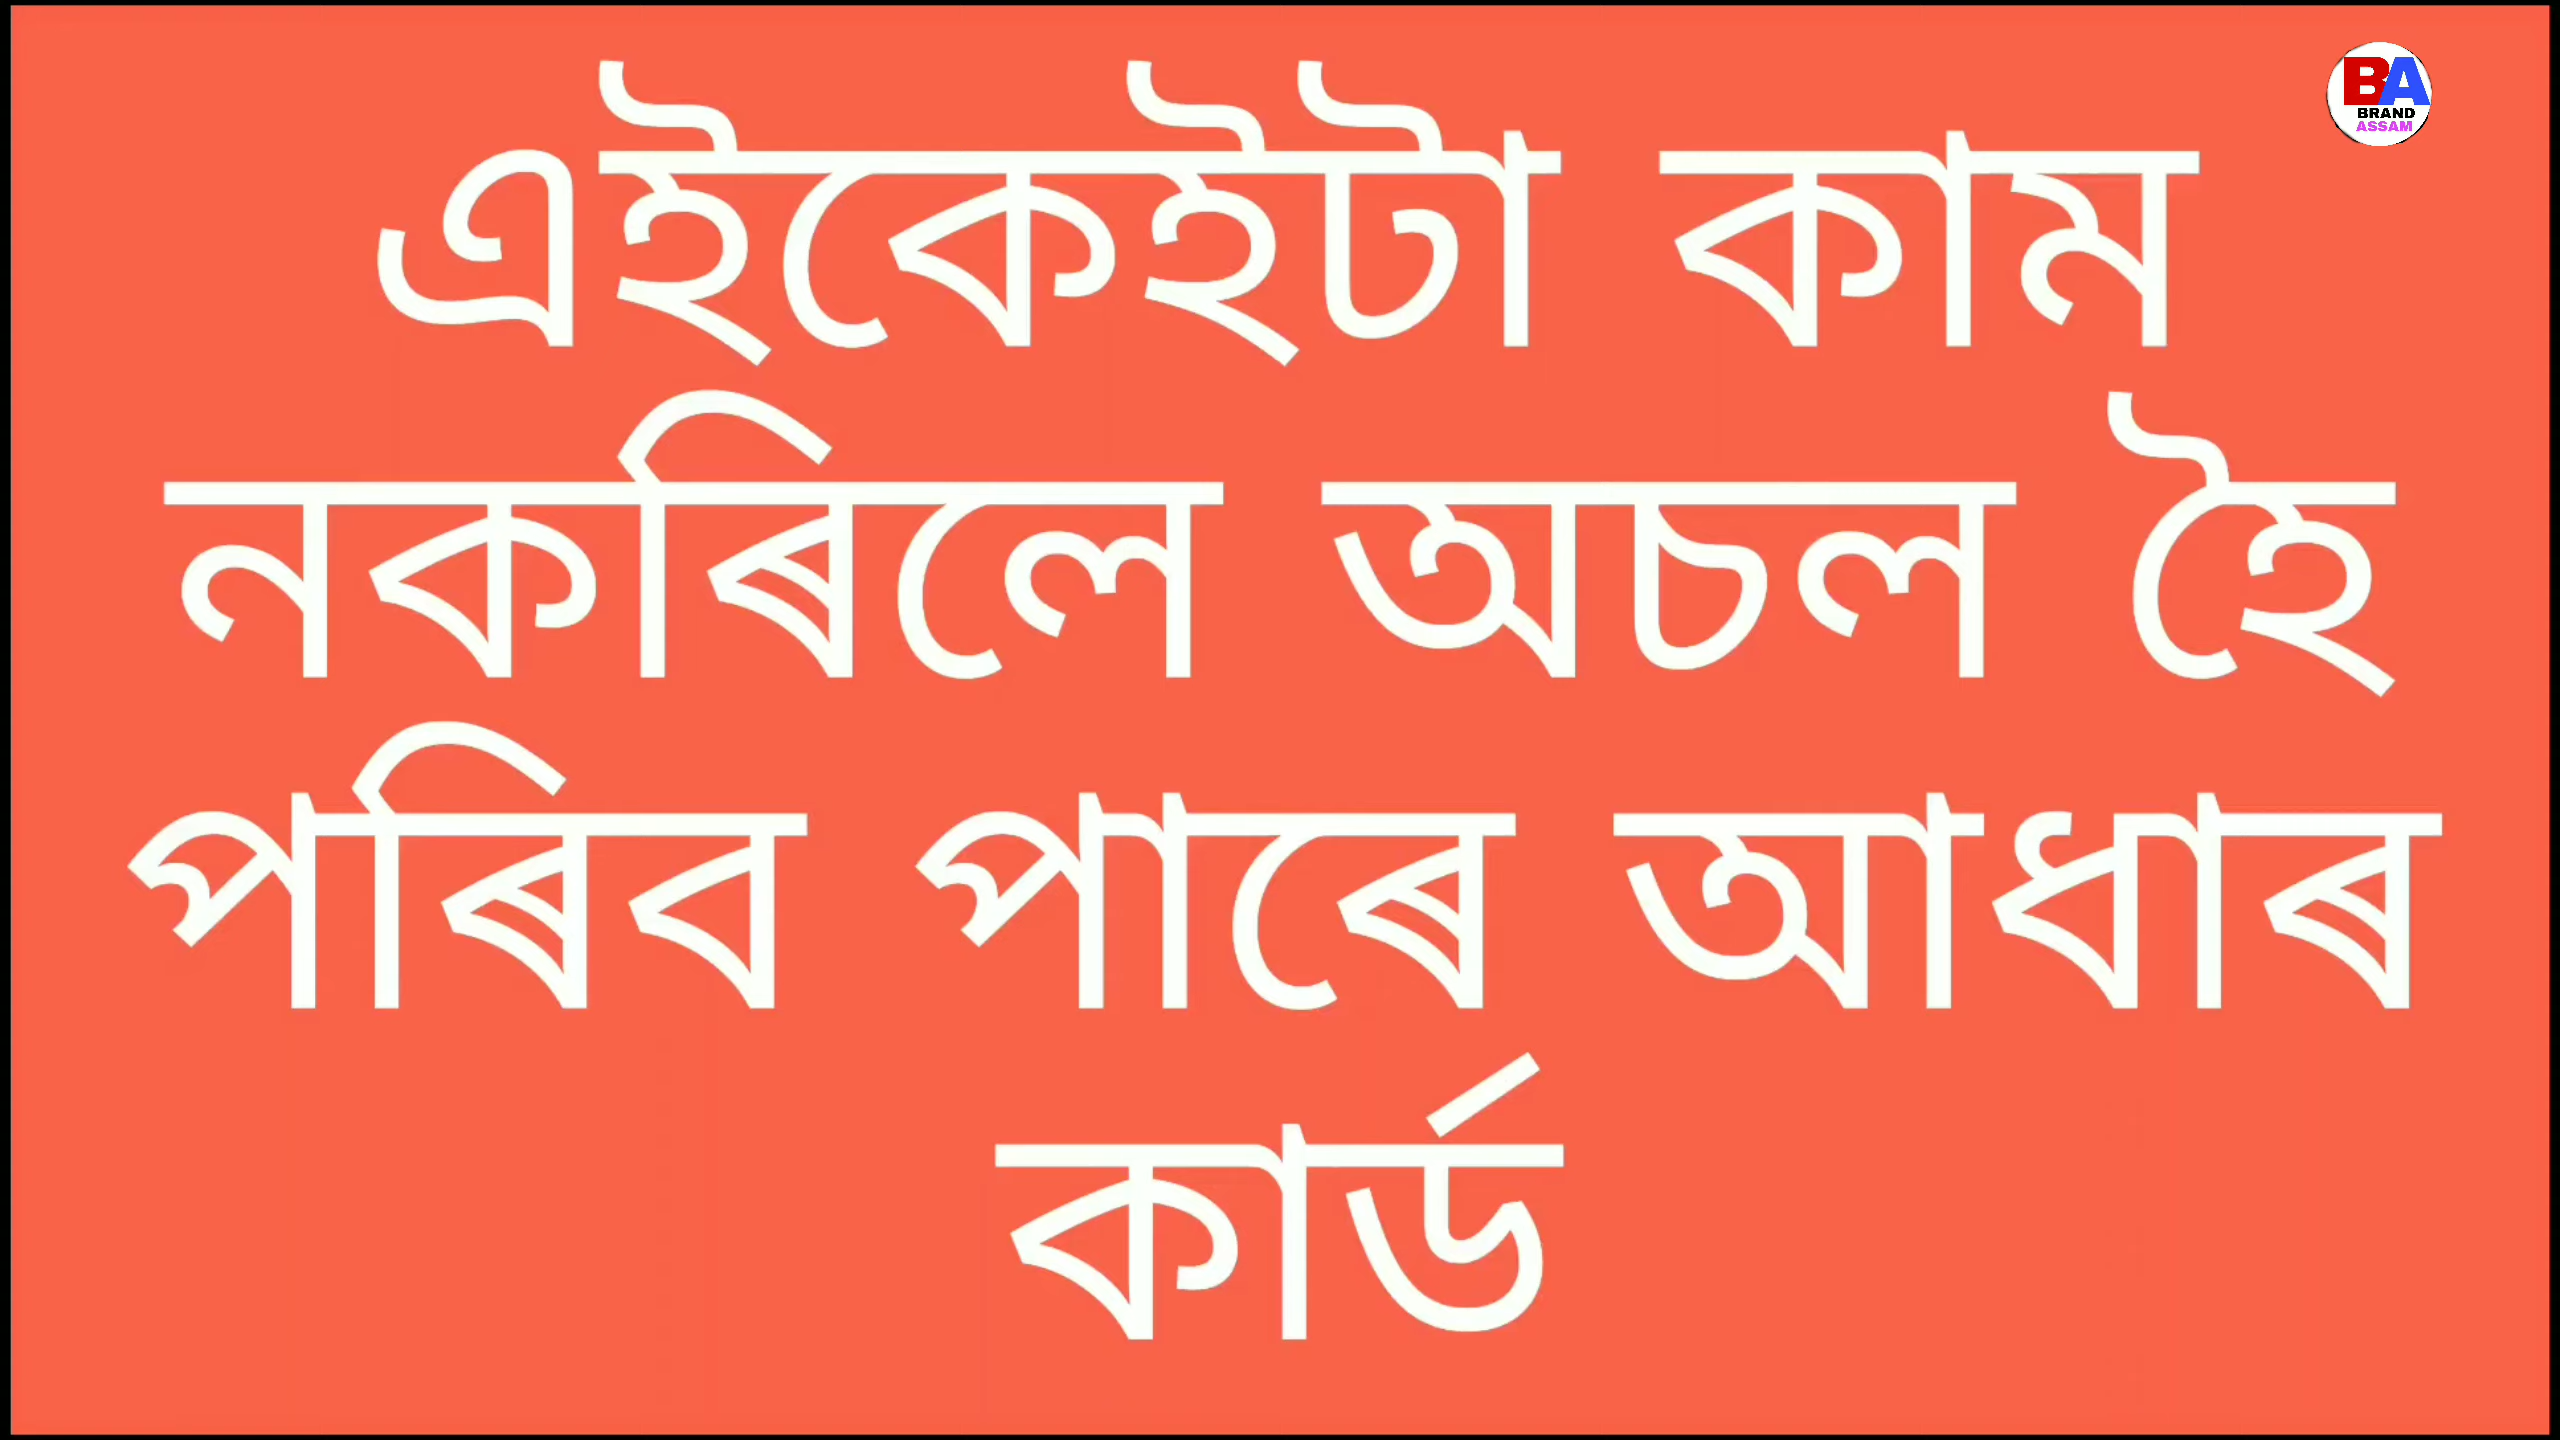 BA
BRAND
ASSAM
এইকেইটা কাম
নকৰিলে অচল হৈ
পৰিব পাৰে আধাৰ
কাৰ্ড